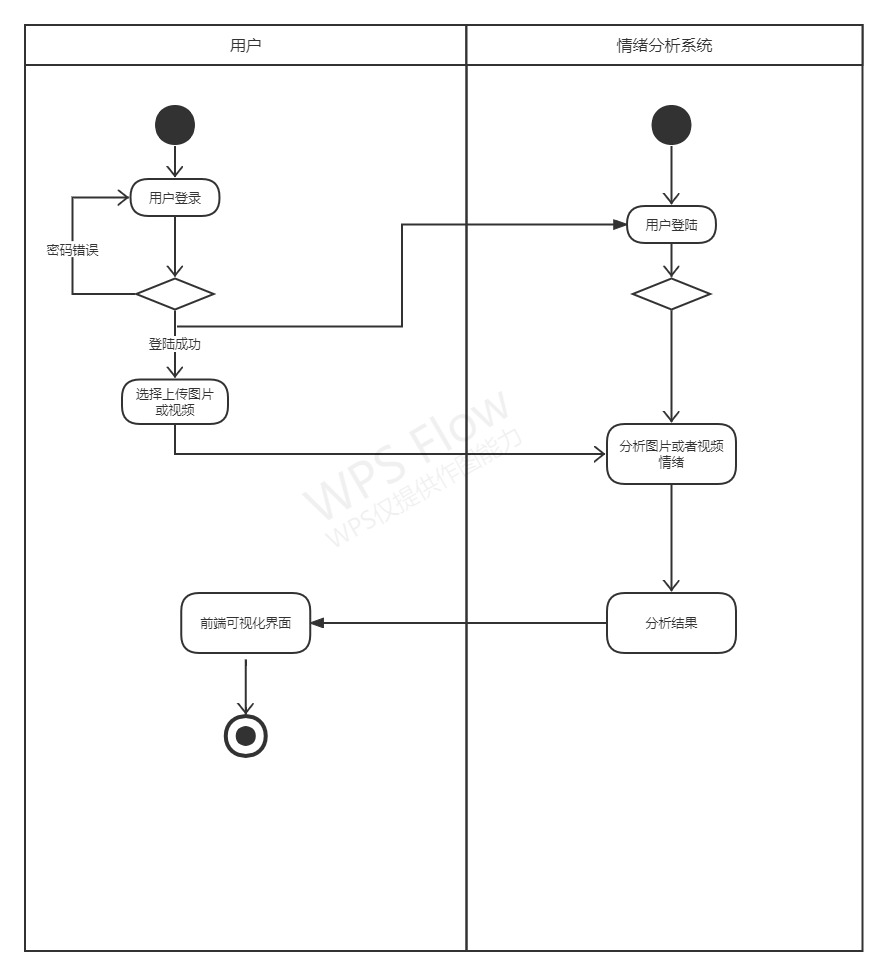 用户
情绪分析系统
用户登录
用户登陆
密码错误
登陆成功
选择上传图片
或视频
分析图片或者视频
情绪
WPS Flow
WPS仅提供作图能力
前端可视化界面
分析结果